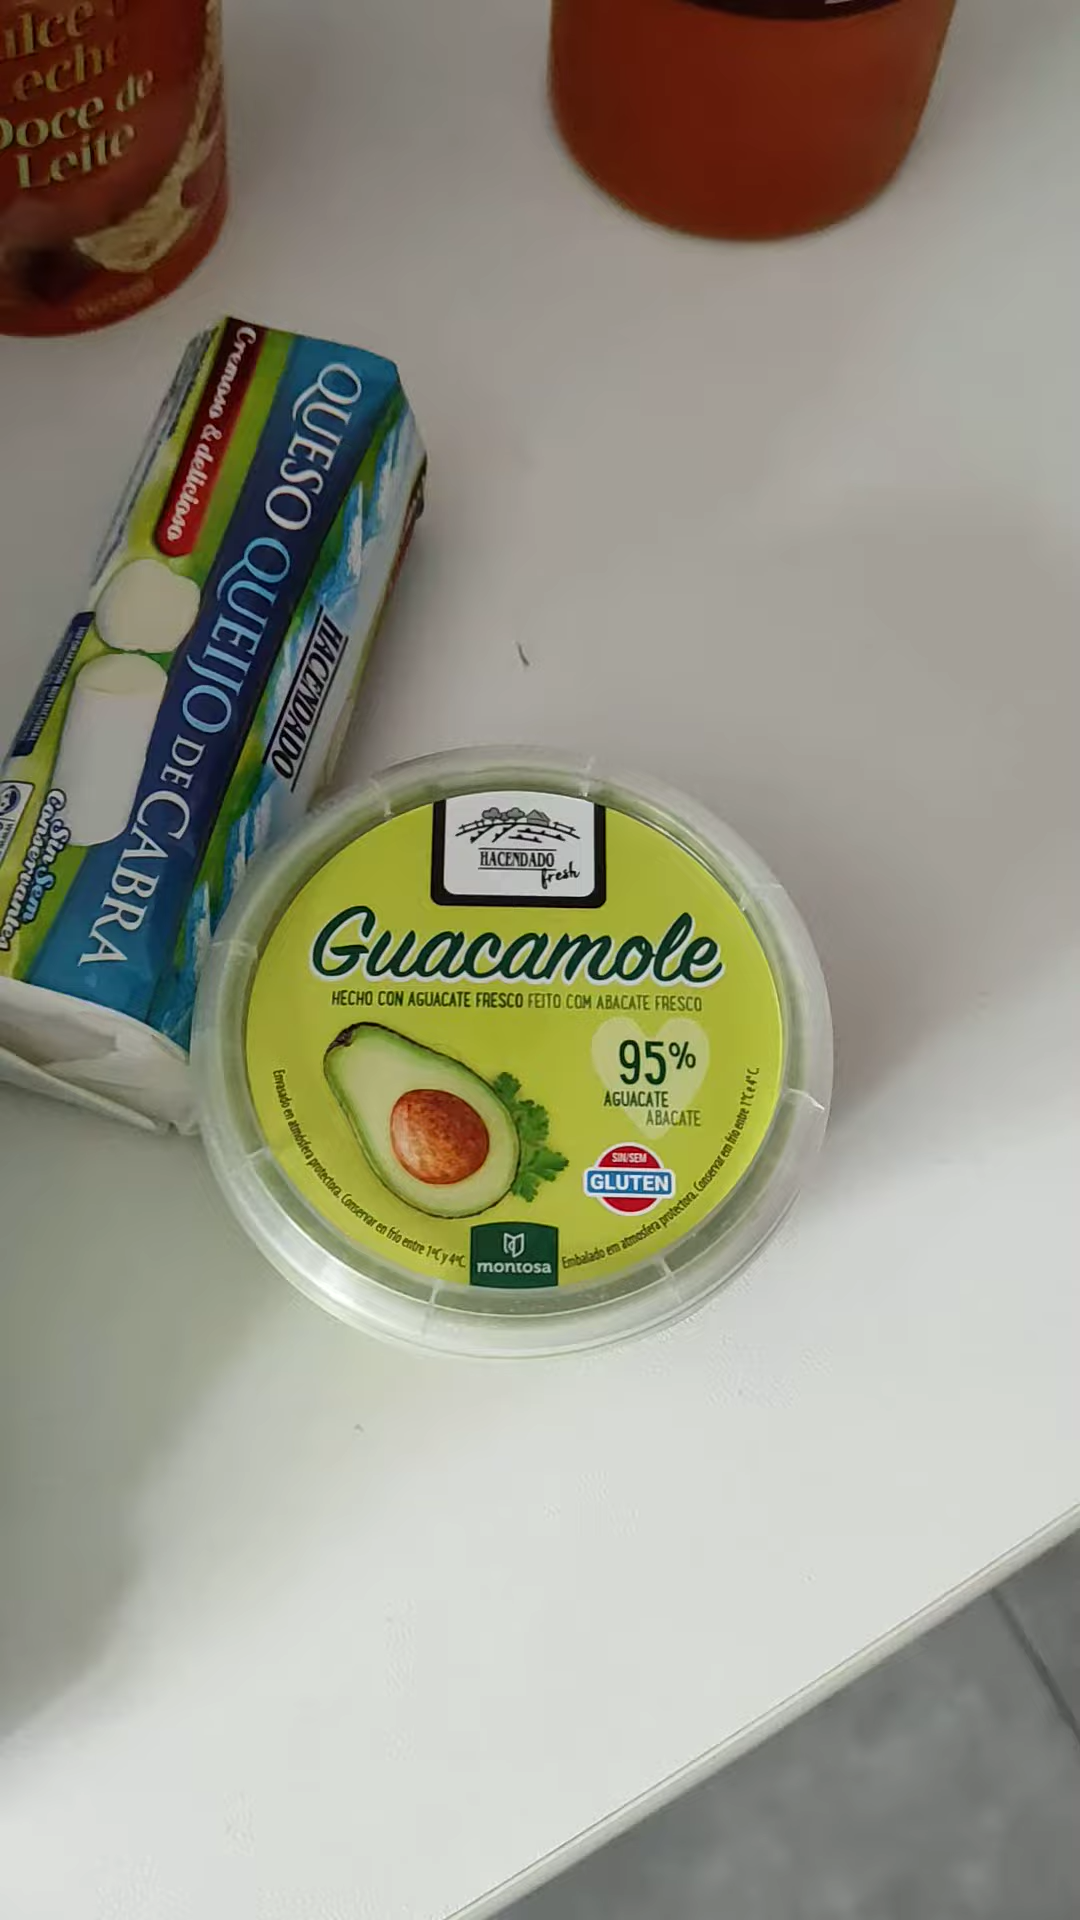 Doce de
Leite
Cremoso & delicioso
QUESO QUEIJO DE CABRA
HACENDADO
INFORMACIÓN NUTRICIONAL
Sin Sem
Conservantes
HACENDADO
fresh
Guacamole
HECHO CON AGUACATE FRESCO FEITO COM ABACATE FRESCO
95%
AGUACATE
ABACATE
SIN/SEM
GLUTEN
Envasado en atmósfera protectora. Conservar en frío entre 1ºC y 4ºC
montosa
Embalado em atmosfera protectora. Conservar em frio entre 1ºC e 4ºC